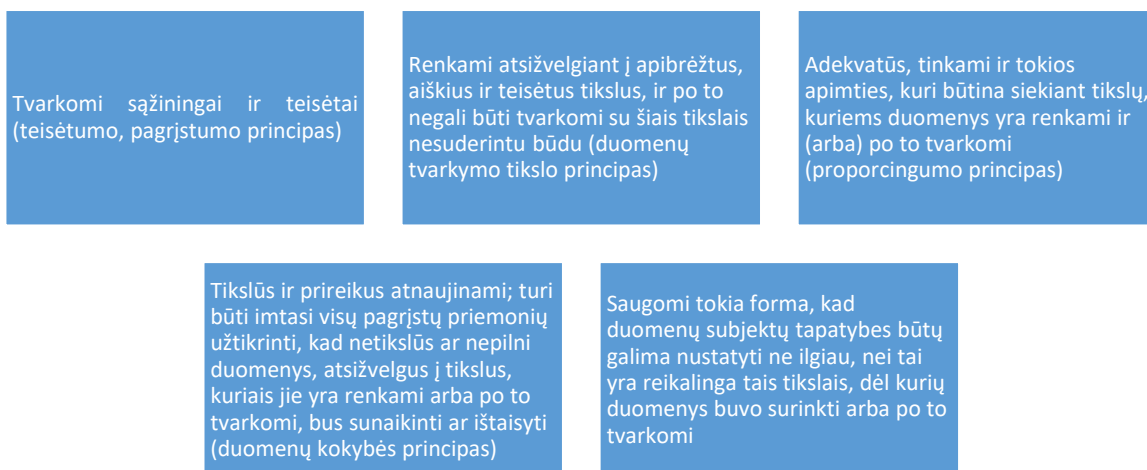 Tvarkomi sąžiningai ir teisėtai
(teisėtumo, pagrįstumo principas)
Renkami atsižvelgiant į apibrėžtus,
aiškius ir teisėtus tikslus, ir po to
negali būti tvarkomi su šiais tikslais
nesuderintu būdu (duomenų
tvarkymo tikslo principas)
Adekvatūs, tinkami ir tokios
apimties, kuri būtina siekiant tikslų,
kuriems duomenys yra renkami ir
(arba) po to tvarkomi
(proporcingumo principas)
Tikslūs ir prireikus atnaujinami; turi
būti imtasi visų pagrįstų priemonių
užtikrinti, kad netikslūs ar nepilni
duomenys, atsižvelgus į tikslus,
kuriais jie yra renkami arba po to
tvarkomi, bus sunaikinti ar ištaisyti
(duomenų kokybės principas)
Saugomi tokia forma, kad
duomenų subjektų tapatybes būtų
galima nustatyti ne ilgiau, nei tai
yra reikalinga tais tikslais, dėl kurių
duomenys buvo surinkti arba po to
tvarkomi